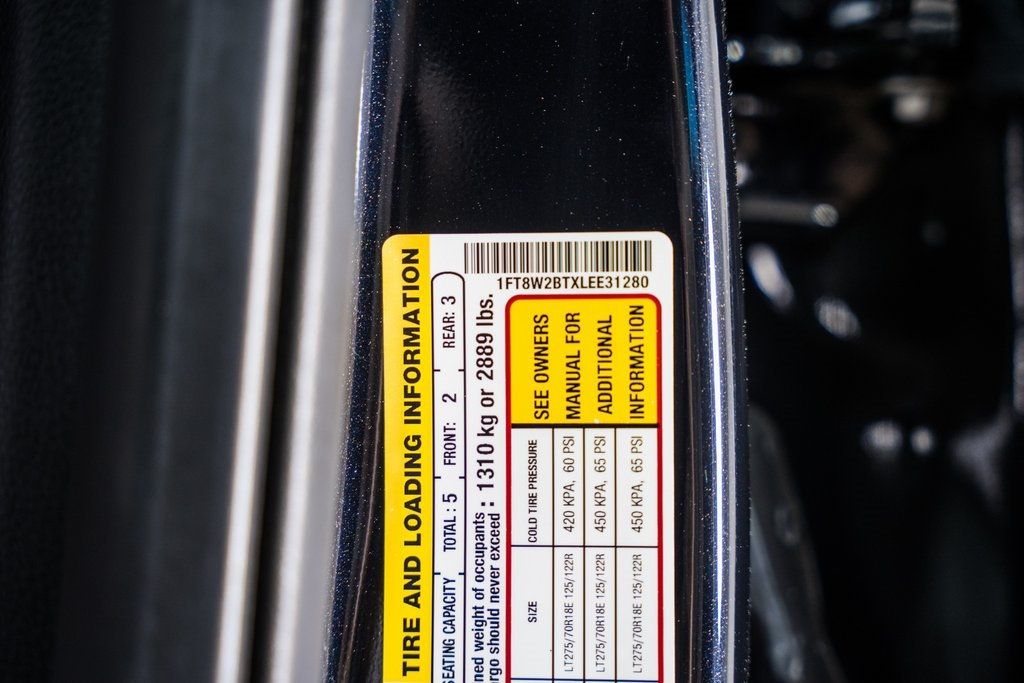 1FT8W2BTXLEE31280
TIRE AND LOADING INFORMATION
SEATING CAPACITY TOTAL : 5 FRONT: 2 REAR: 3
weight of occupants
should never exceed : 1310 kg or 2889 lbs.
SIZE COLD TIRE PRESSURE
LT275/70R18E 125/122R 420 KPA, 60 PSI
LT275/70R18E 125/122R 450 KPA, 65 PSI
LT275/70R18E 125/122R 450 KPA, 65 PSI
SEE OWNERS
MANUAL FOR
ADDITIONAL
INFORMATION